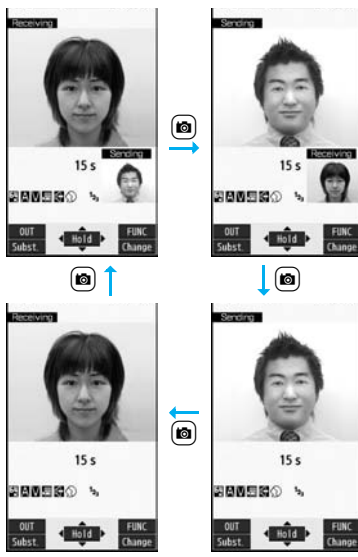 Receiving
Sending
15 s
OUT
Hold
FUNC
Subst.
Change
Sending
Receiving
15 s
OUT
Hold
FUNC
Subst.
Change
Receiving
15 s
OUT
Hold
FUNC
Subst.
Change
Sending
15 s
OUT
Hold
FUNC
Subst.
Change